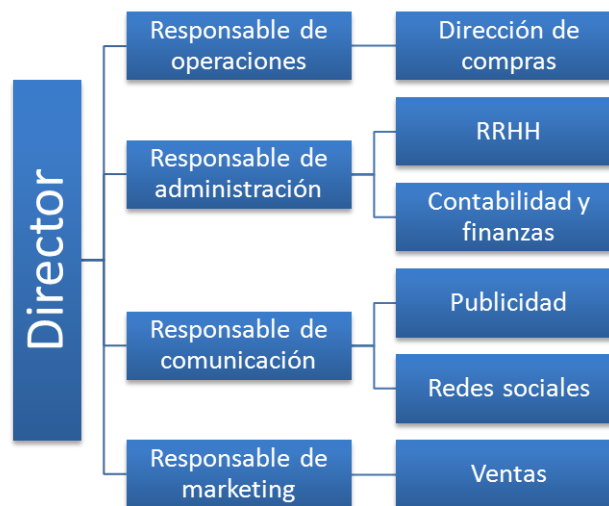 Director
Responsable de
operaciones
Dirección de
compras
Responsable de
administración
RRHH
Contabilidad y
finanzas
Responsable de
comunicación
Publicidad
Redes sociales
Responsable de
marketing
Ventas